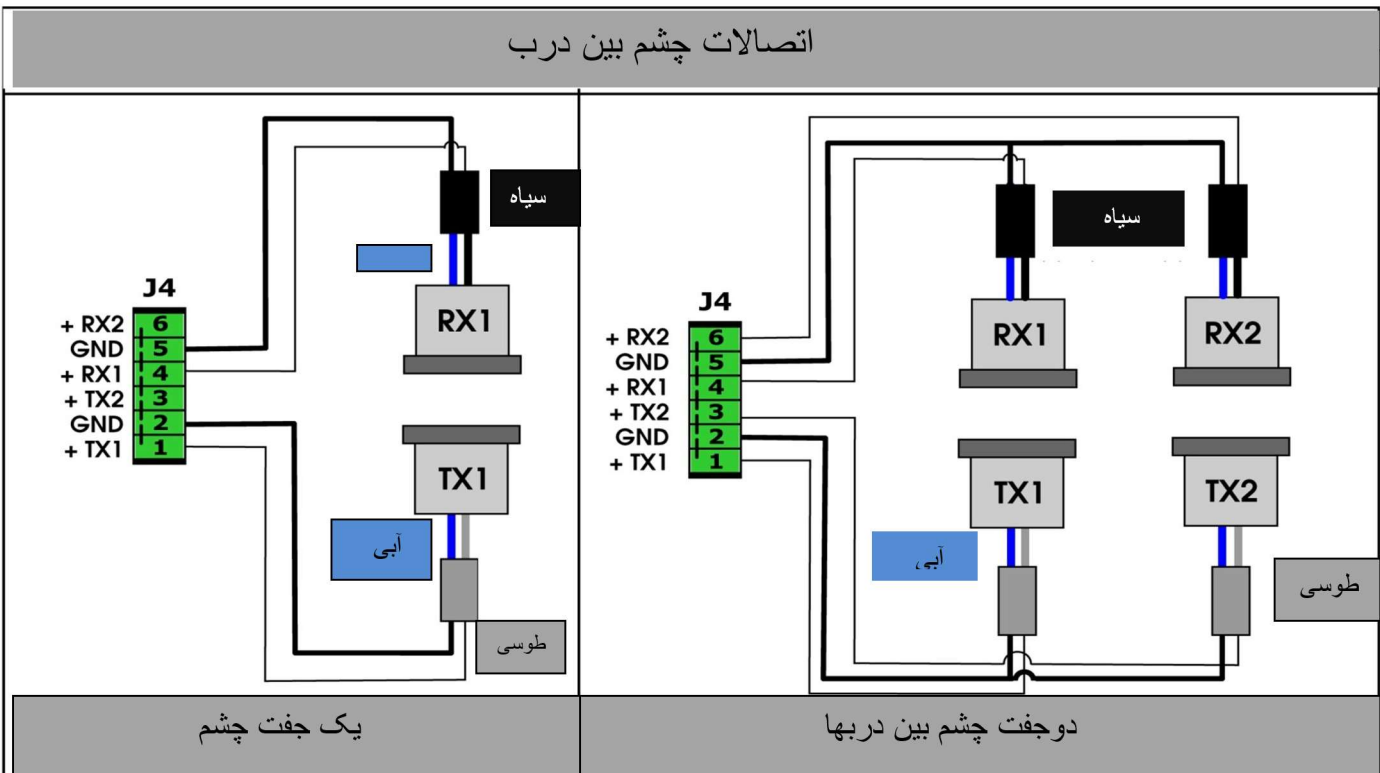 اتصالات چشم بین درب
سیاه
J4
+ RX2 6
GND 5
+ RX1 4
+ TX2 3
GND 2
+ TX1 1
RX1
TX1
آبی
طوسی
یک جفت چشم
سیاه
J4
+ RX2 6
GND 5
+ RX1 4
+ TX2 3
GND 2
+ TX1 1
RX1
RX2
TX1
TX2
آبی
طوسی
دوجفت چشم بین دربها